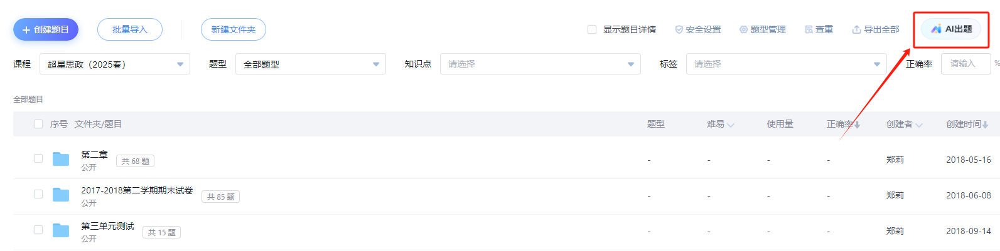 + 创建题目 批量导入 新建文件夹 显示题目详情 安全设置 题型管理 查重 导出全部 AI出题
课程 超星思政（2025春） 题型 全部题型 知识点 请选择 标签 请选择 正确率 请输入 %
全部题目
序号 文件夹/题目 题型 难易 使用量 正确率 创建者 创建时间
第二章 共 68 题
公开 - - - - 郑莉 2018-05-16
2017-2018第二学期期末试卷 共 85 题
公开 - - - - 郑莉 2018-06-08
第三单元测试 共 15 题
公开 - - - - 郑莉 2018-09-14